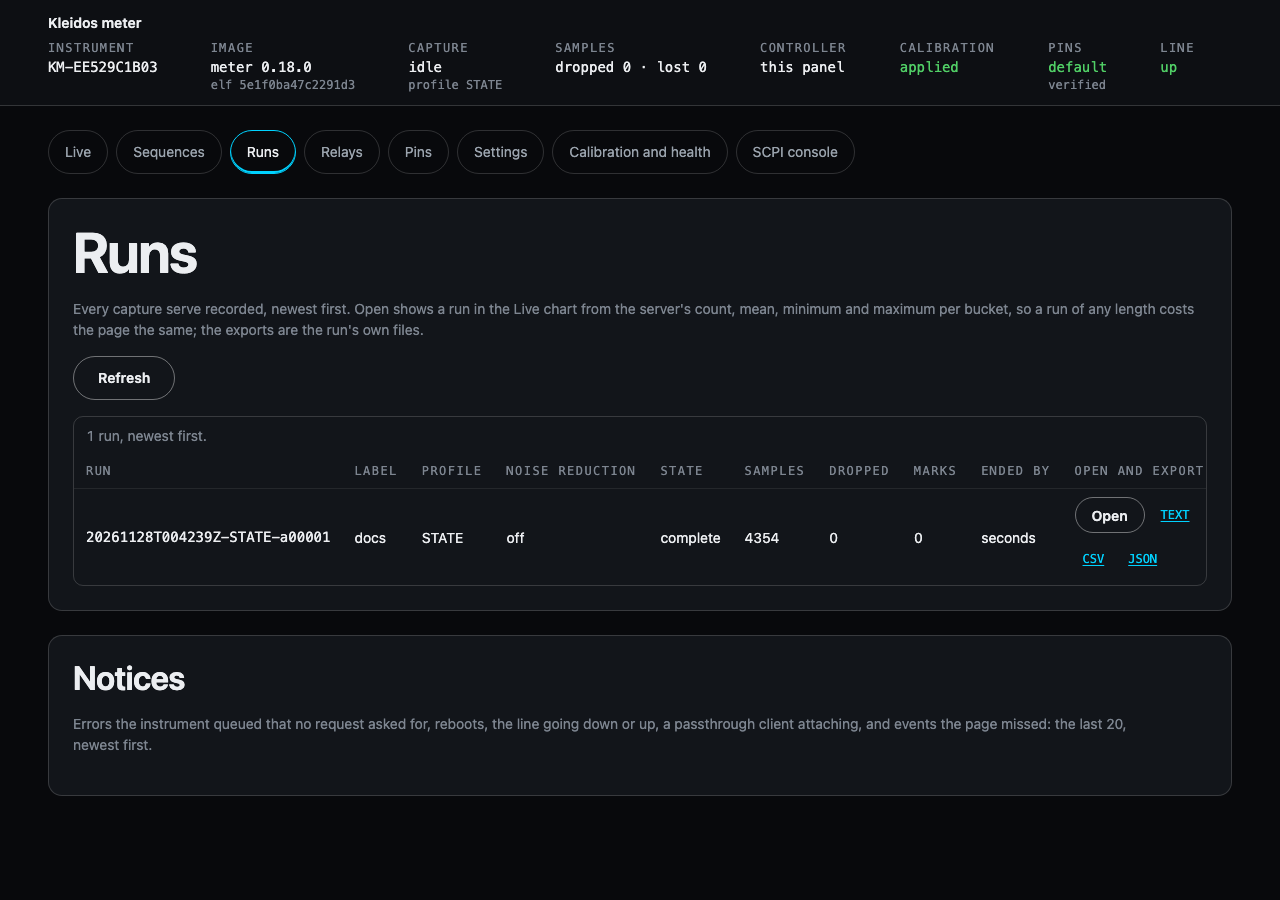 Kleidos meter
INSTRUMENT
KM-EE529C1B03
IMAGE
meter 0.18.0
elf 5e1f0ba47c2291d3
CAPTURE
idle
profile STATE
SAMPLES
dropped 0 · lost 0
CONTROLLER
this panel
CALIBRATION
applied
PINS
default
verified
LINE
up
Live Sequences Runs Relays Pins Settings Calibration and health SCPI console
Runs
Every capture serve recorded, newest first. Open shows a run in the Live chart from the server's count, mean, minimum and maximum per bucket, so a run of any length costs
the page the same; the exports are the run's own files.
Refresh
1 run, newest first.
RUN LABEL PROFILE NOISE REDUCTION STATE SAMPLES DROPPED MARKS ENDED BY OPEN AND EXPORT
20261128T004239Z-STATE-a00001 docs STATE off complete 4354 0 0 seconds Open TEXT
CSV JSON
Notices
Errors the instrument queued that no request asked for, reboots, the line going down or up, a passthrough client attaching, and events the page missed: the last 20,
newest first.